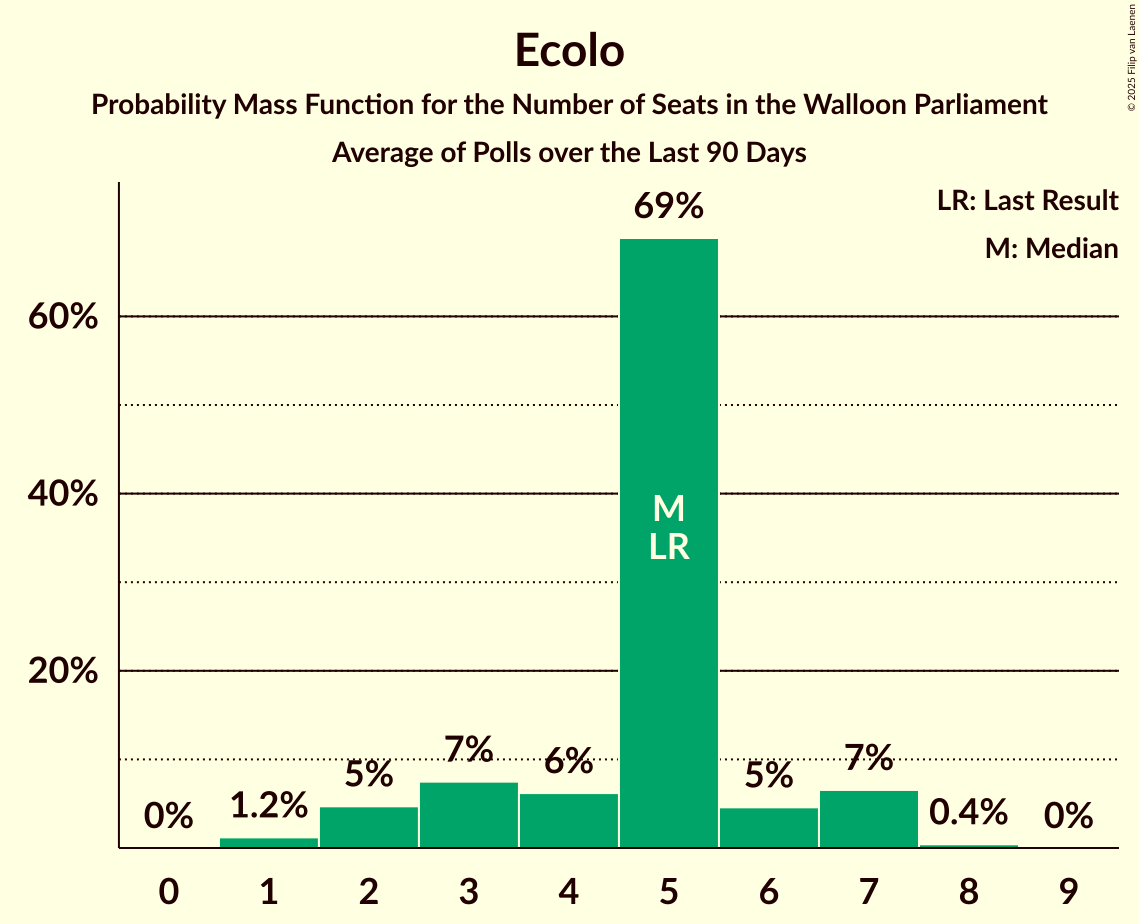 Ecolo
Probability Mass Function for the Number of Seats in the Walloon Parliament
Average of Polls over the Last 90 Days
© 2025 Filip van Laenen
LR: Last Result
M: Median
60%
40%
20%
0%
1.2%
5%
7%
6%
69%
M
LR
5%
7%
0.4%
0%
0 1 2 3 4 5 6 7 8 9